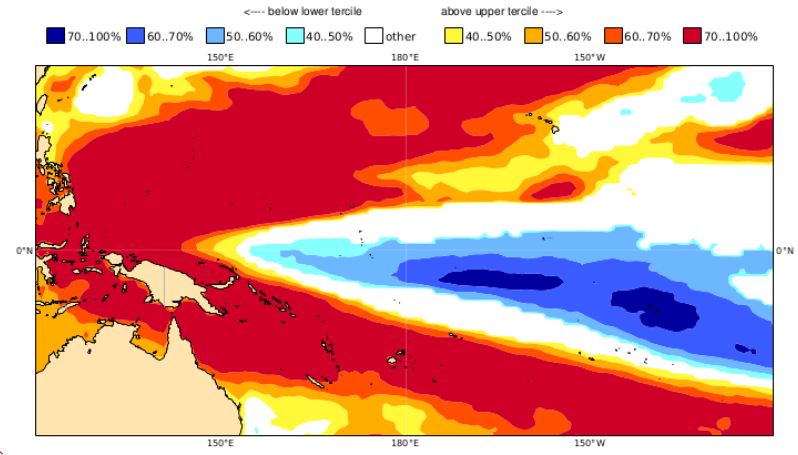 <---- below lower tercile above upper tercile ---->
70..100% 60..70% 50..60% 40..50% other 40..50% 50..60% 60..70% 70..100%
150°E 180°E 150°W
0°N 0°N
150°E 180°E 150°W